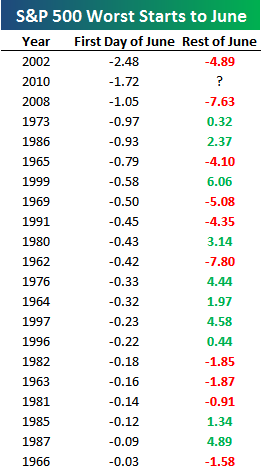 S&P 500 Worst Starts to June
Year First Day of June Rest of June
2002 -2.48 -4.89
2010 -1.72 ?
2008 -1.05 -7.63
1973 -0.97 0.32
1986 -0.93 2.37
1965 -0.79 -4.10
1999 -0.58 6.06
1969 -0.50 -5.08
1991 -0.45 -4.35
1980 -0.43 3.14
1962 -0.42 -7.80
1976 -0.33 4.44
1964 -0.32 1.97
1997 -0.23 4.58
1996 -0.22 0.44
1982 -0.18 -1.85
1963 -0.16 -1.87
1981 -0.14 -0.91
1985 -0.12 1.34
1987 -0.09 4.89
1966 -0.03 -1.58